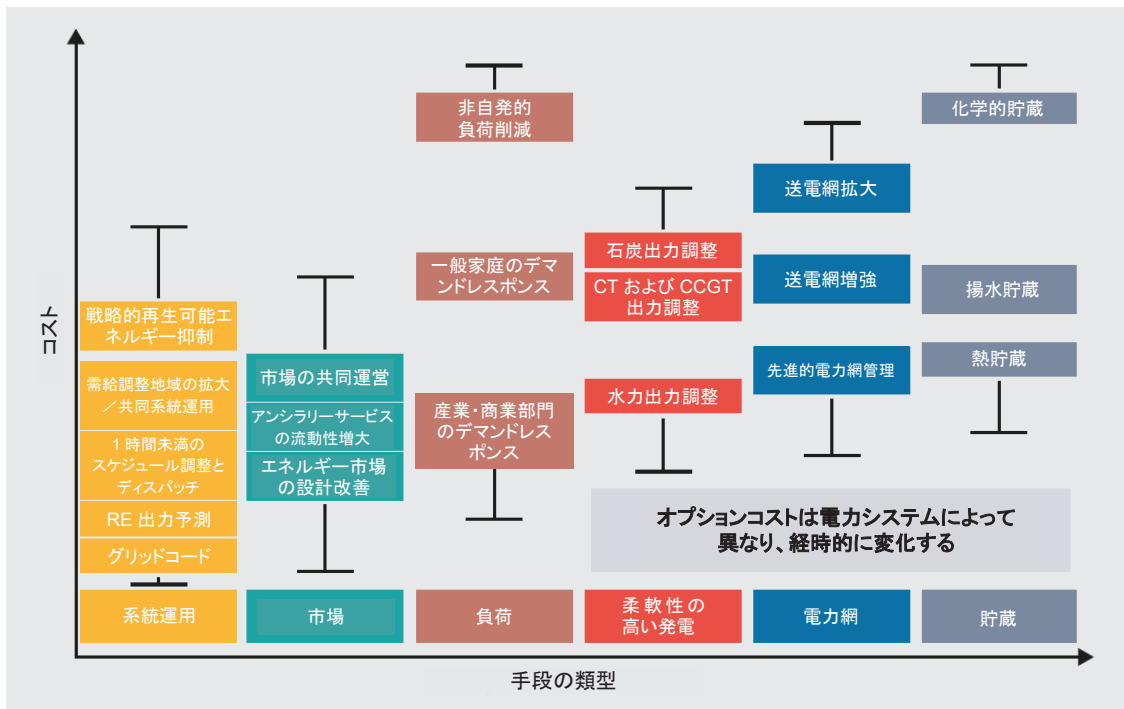 コスト
戦略的再生可能エ
ネルギー抑制
需給調整地域の拡大
／共同系統運用
1 時間未満の
スケジュール調整と
ディスパッチ
RE 出力予測
グリッドコード
系統運用
市場の共同運営
アンシラリーサービス
の流動性増大
エネルギー市場
の設計改善
市場
非自発的
負荷削減
一般家庭のデマ
ンドレスポンス
産業・商業部門
のデマンドレス
ポンス
負荷
石炭出力調整
CT および CCGT
出力調整
水力出力調整
柔軟性の
高い発電
送電網拡大
送電網増強
先進的電力網管理
電力網
化学的貯蔵
揚水貯蔵
熱貯蔵
貯蔵
オプションコストは電力システムによって
異なり、経時的に変化する
手段の類型